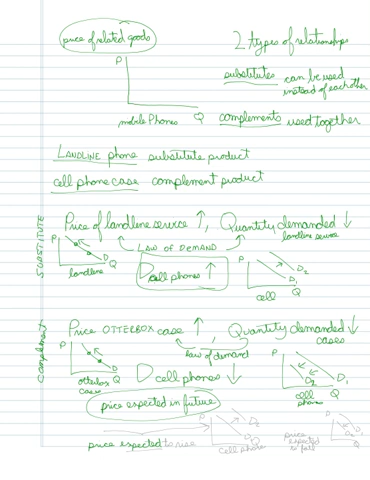 price of related goods
2 types of relationships
P
substitutes can be used
instead of each other
mobile Phones Q
complements used together
LANDLINE phone substitute product
cell phone case complement product
SUBSTITUTE
Price of landline service ↑, Quantity demanded ↓
landline service
LAW OF DEMAND
P
D
Q
landline
D cell phones ↑
P
D2
D1
Q
cell
complement
Price OTTERBOX case ↑, Quantity demanded ↓
cases
law of demand
P
D
Q
otterbox
cases
D cell phones ↓
P
D2
D1
Q
cell
phone
price expected in future
price expected to rise
P
D2
D
Q
cell phone
price
expected
to fall
P
D1
D2
Q